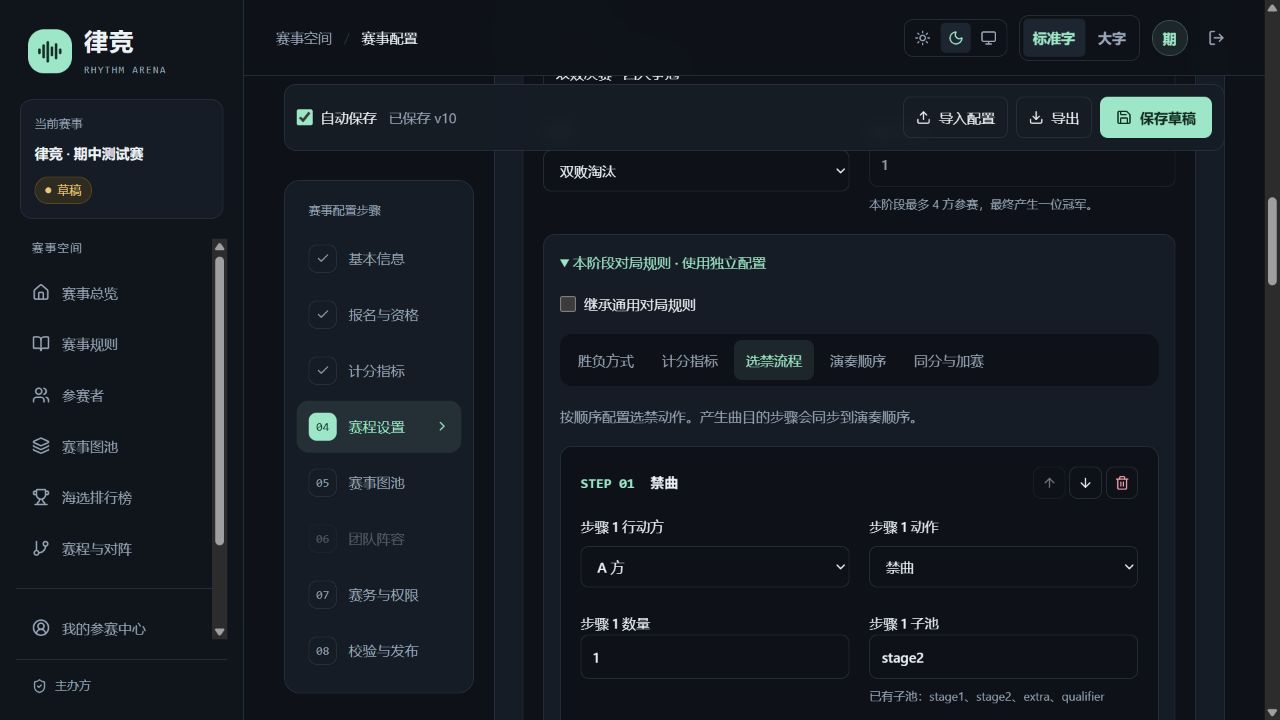 律竞
RHYTHM ARENA
当前赛事
律竞 · 期中测试赛
草稿
赛事空间
赛事总览
赛事规则
参赛者
赛事图池
海选排行榜
赛程与对阵
我的参赛中心
主办方
赛事空间 / 赛事配置
标准字
大字
期
自动保存
已保存 v10
导入配置
导出
保存草稿
赛事配置步骤
基本信息
报名与资格
计分指标
04 赛程设置
05 赛事图池
06 团队阵容
07 赛务与权限
08 校验与发布
双败淘汰
1
本阶段最多 4 方参赛，最终产生一位冠军。
▼本阶段对局规则 · 使用独立配置
继承通用对局规则
胜负方式
计分指标
选禁流程
演奏顺序
同分与加赛
按顺序配置选禁动作。产生曲目的步骤会同步到演奏顺序。
STEP 01 禁曲
步骤 1 行动方
步骤 1 动作
A 方
禁曲
步骤 1 数量
步骤 1 子池
1
stage2
已有子池：stage1、stage2、extra、qualifier